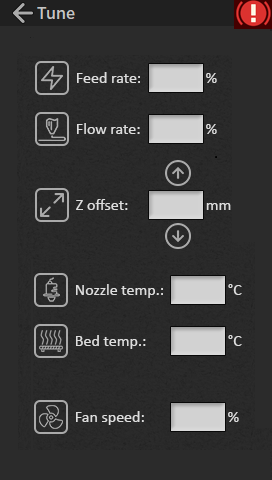 Tune
Feed rate: %
Flow rate: %
Z offset: mm
Nozzle temp.: °C
Bed temp.: °C
Fan speed: %